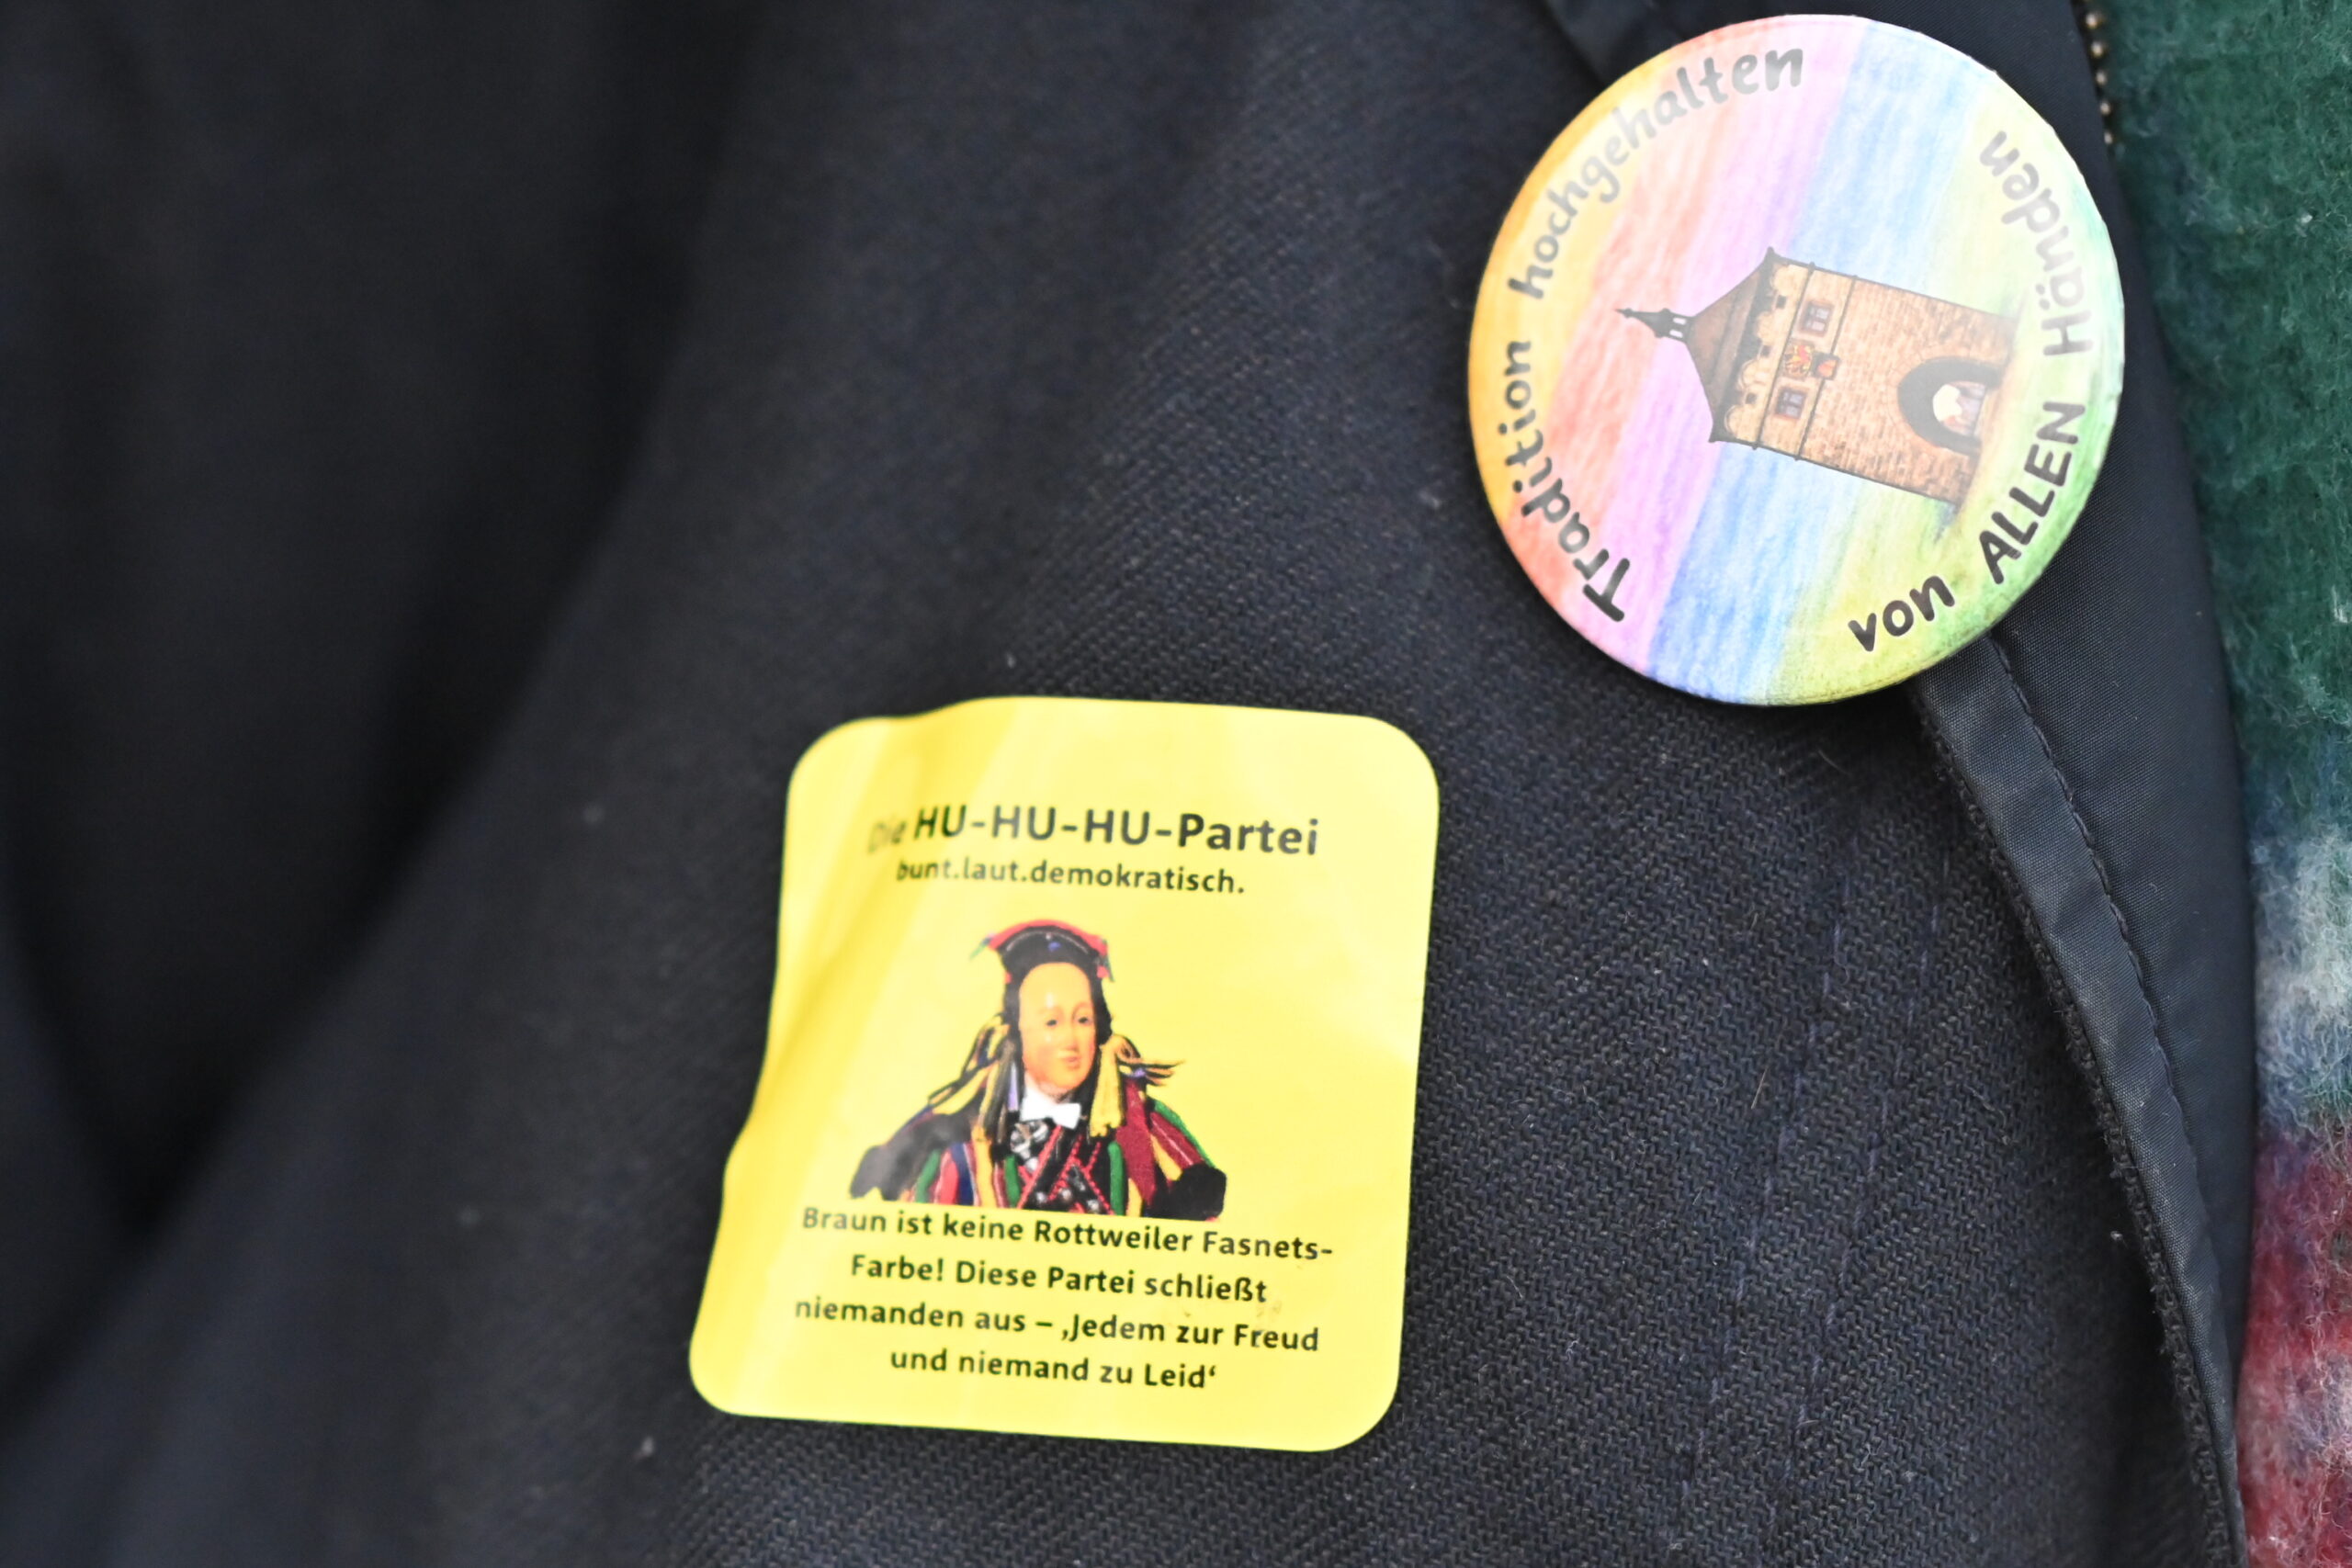 Tradition hochgehalten
von ALLEN Händen
Die HU-HU-HU-Partei
bunt.laut.demokratisch.
Braun ist keine Rottweiler Fasnets-
Farbe! Diese Partei schließt
niemanden aus – ‚Jedem zur Freud
und niemand zu Leid‘